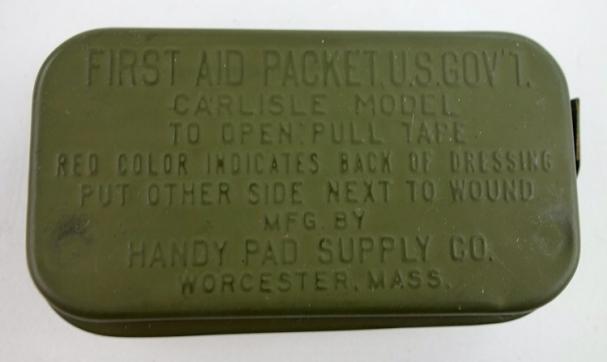 FIRST AID PACKET, U.S. GOV'T.
CARLISLE MODEL
TO OPEN: PULL TAPE
RED COLOR INDICATES BACK OF DRESSING
PUT OTHER SIDE NEXT TO WOUND
MFG. BY
HANDY PAD SUPPLY CO.
WORCESTER, MASS.